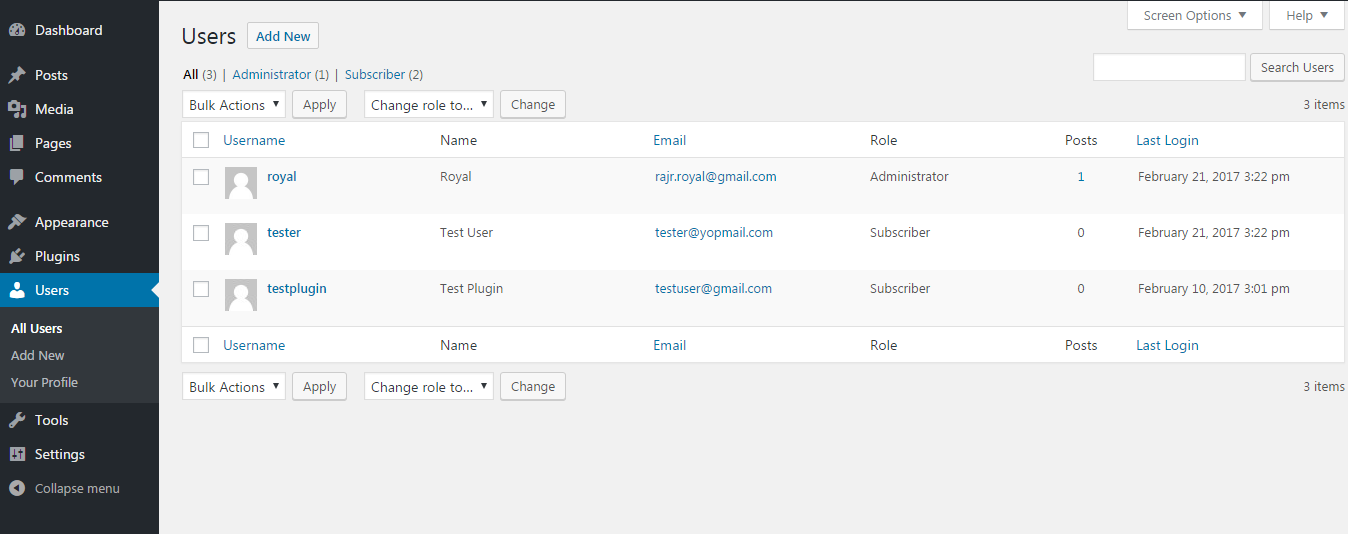 Screen Options ▼ Help ▼
Dashboard
Posts
Media
Pages
Comments
Appearance
Plugins
Users
All Users
Add New
Your Profile
Tools
Settings
Collapse menu
Users Add New
All (3) | Administrator (1) | Subscriber (2)
Search Users
Bulk Actions ▼ Apply Change role to... ▼ Change 3 items
Username Name Email Role Posts Last Login
royal Royal rajr.royal@gmail.com Administrator 1 February 21, 2017 3:22 pm
tester Test User tester@yopmail.com Subscriber 0 February 21, 2017 3:22 pm
testplugin Test Plugin testuser@gmail.com Subscriber 0 February 10, 2017 3:01 pm
Username Name Email Role Posts Last Login
Bulk Actions ▼ Apply Change role to... ▼ Change 3 items